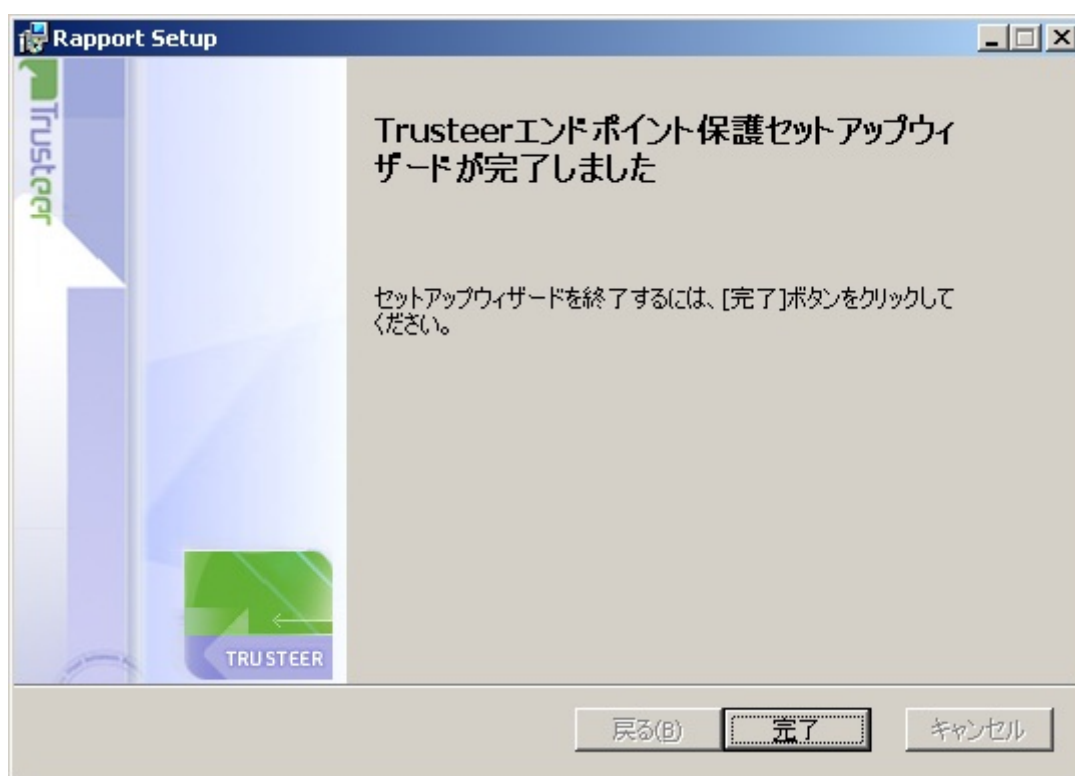 Rapport Setup
Trusteer
Trusteerエンドポイント保護セットアップウィ
ザードが完了しました
セットアップウィザードを終了するには、[完了]ボタンをクリックして
ください。
TRUSTEER
戻る(B)
完了
キャンセル